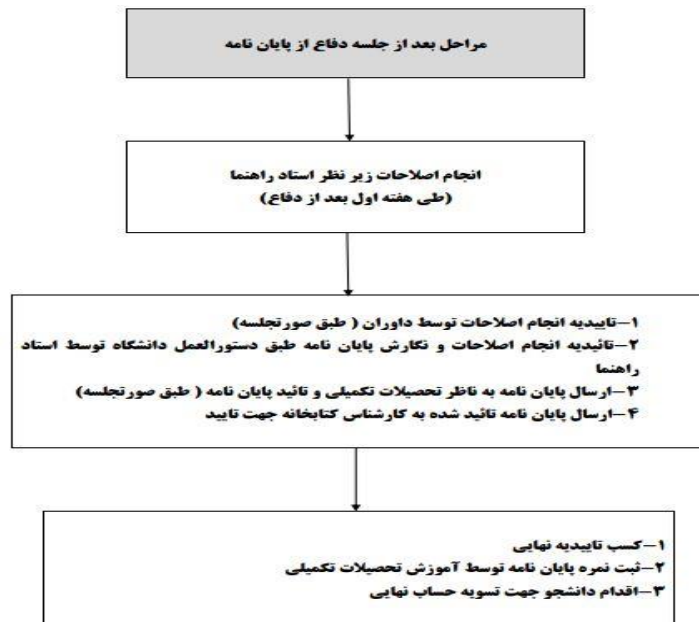 مراحل بعد از جلسه دفاع از پایان نامه
انجام اصلاحات زیر نظر استاد راهنما
(طی هفته اول بعد از دفاع)
۱–تاییدیه انجام اصلاحات توسط داوران ( طبق صورتجلسه)
۲–تائیدیه انجام اصلاحات و نگارش پایان نامه طبق دستورالعمل دانشگاه توسط استاد
راهنما
۳–ارسال پایان نامه به ناظر تحصیلات تکمیلی و تائید پایان نامه ( طبق صورتجلسه)
۴–ارسال پایان نامه تائید شده به کارشناس کتابخانه جهت تایید
۱–کسب تاییدیه نهایی
۲–ثبت نمره پایان نامه توسط آموزش تحصیلات تکمیلی
۳–اقدام دانشجو جهت تسویه حساب نهایی